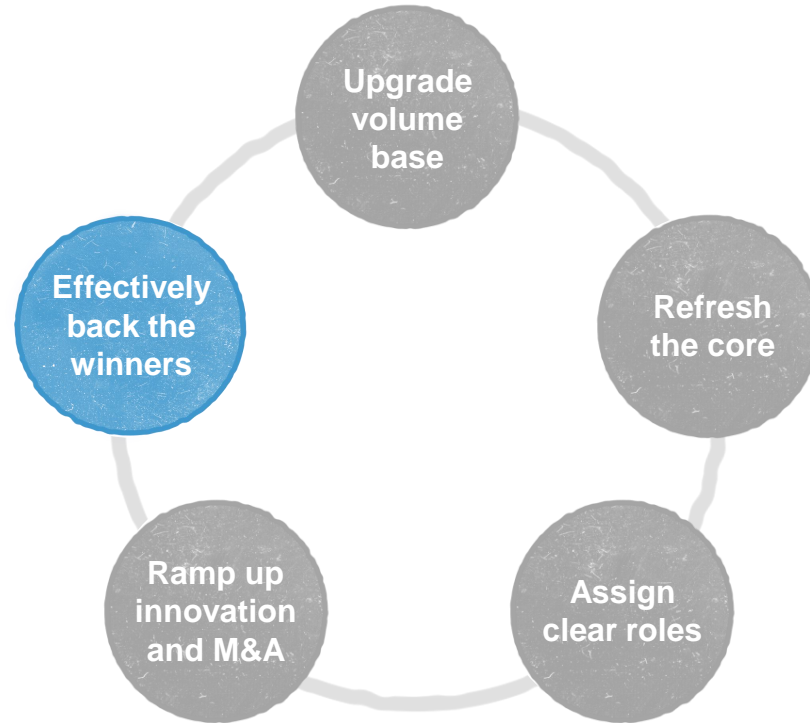 Upgrade
volume
base
Refresh
the core
Assign
clear roles
Ramp up
innovation
and M&A
Effectively
back the
winners